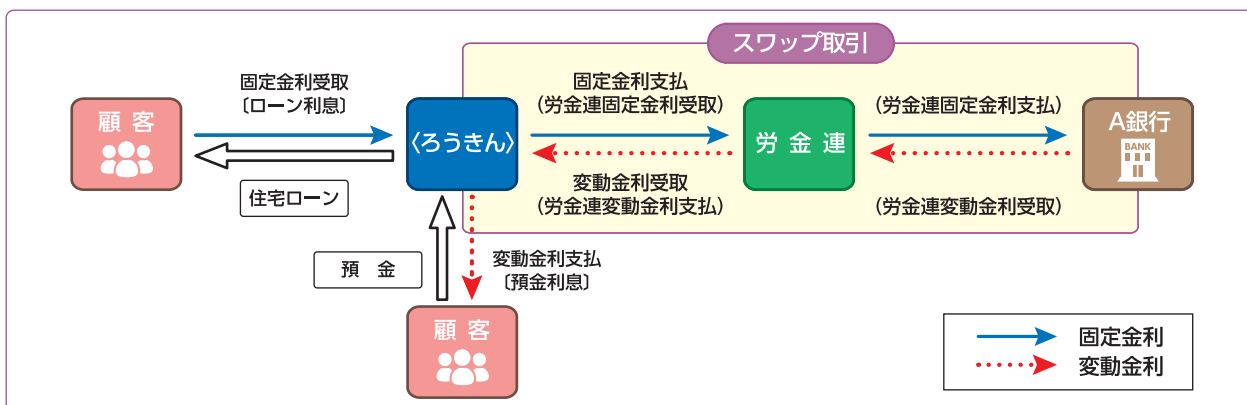 スワップ取引
固定金利受取
〔ローン利息〕
顧客
〈ろうきん〉
住宅ローン
固定金利支払
(労金連固定金利受取)
労金連
変動金利受取
(労金連変動金利支払)
(労金連固定金利支払)
A銀行
BANK
(労金連変動金利受取)
預金
変動金利支払
〔預金利息〕
顧客
固定金利
変動金利